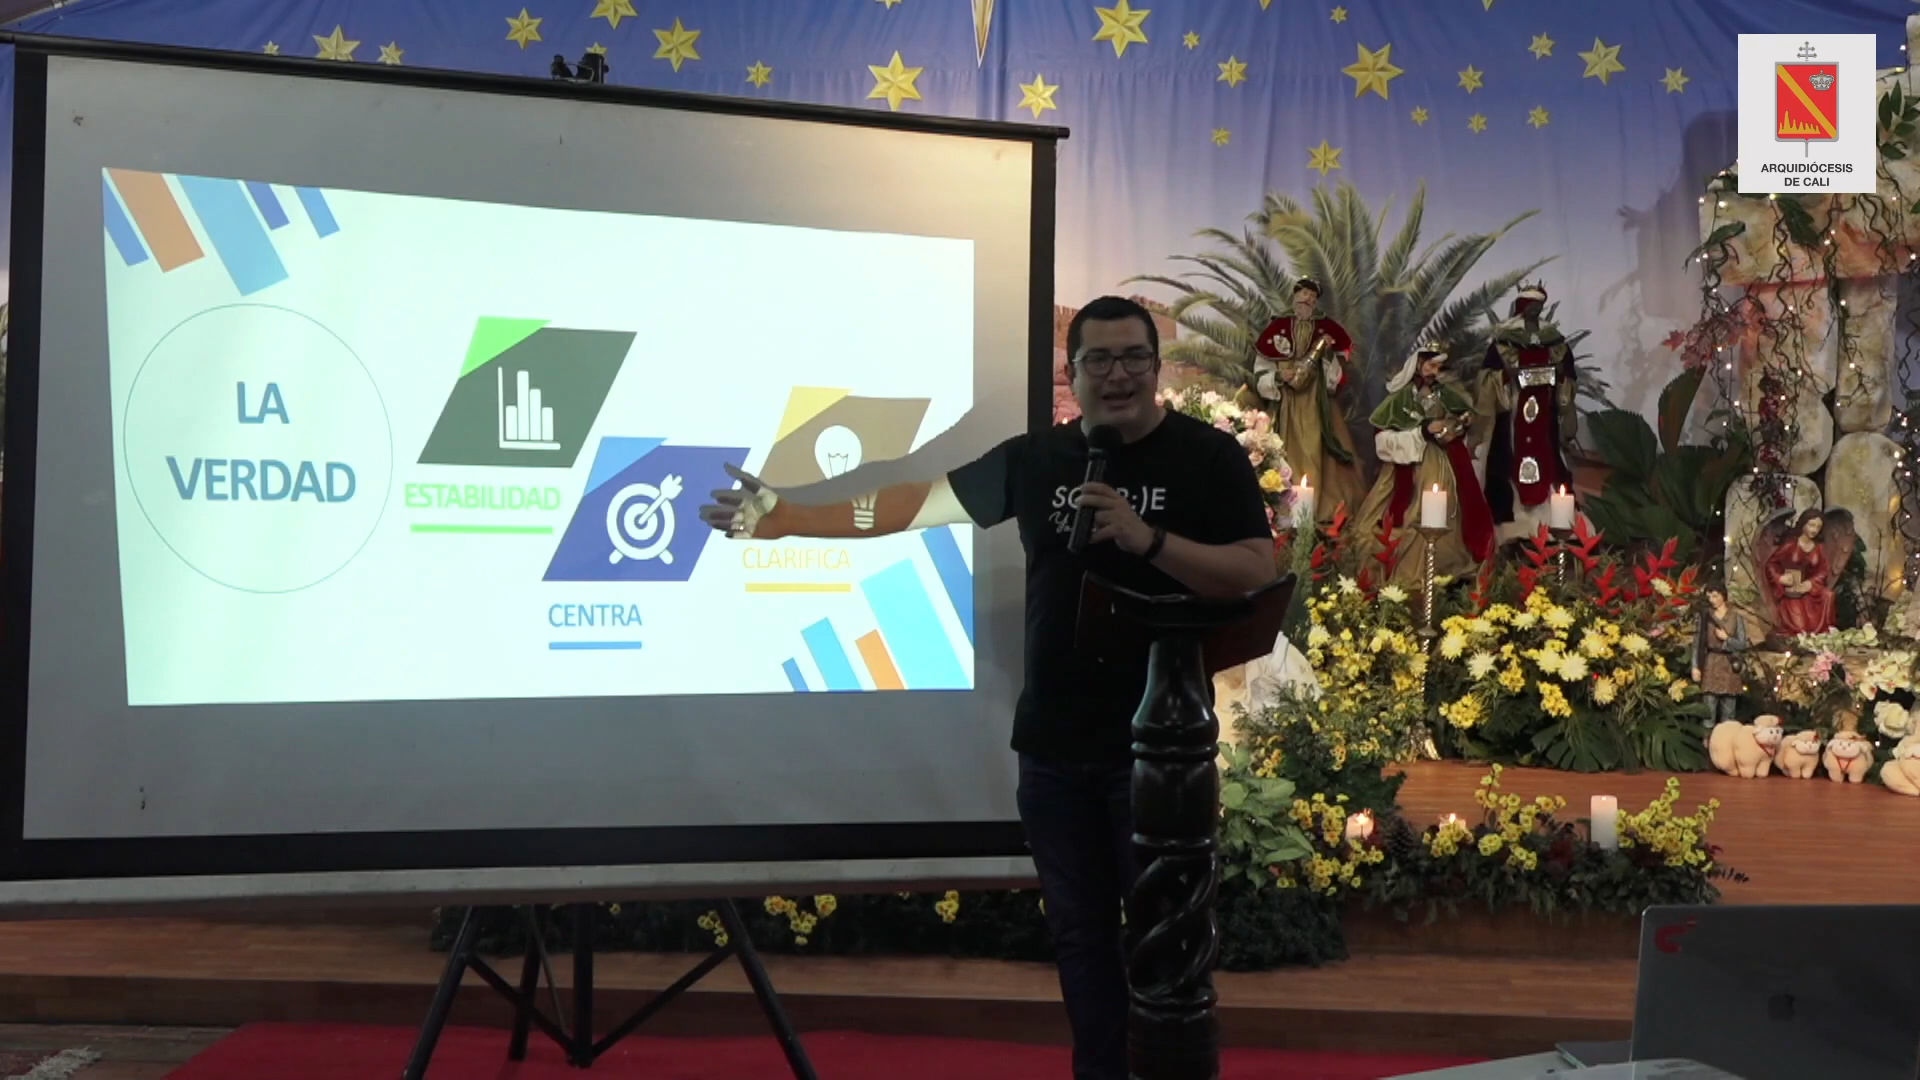 LA
VERDAD
ESTABILIDAD
CENTRA
CLARIFICA
ARQUIDIÓCESIS
DE CALI